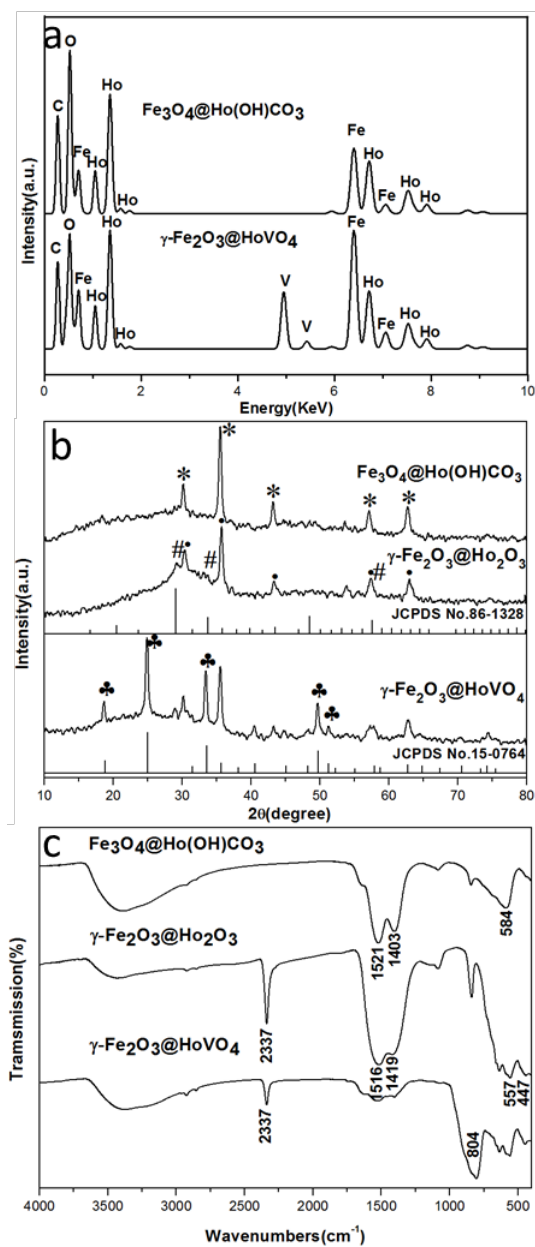 a
O
Ho
C
Fe3O4@Ho(OH)CO3
Fe
Fe
Ho
Ho
Ho
Fe
Ho
Ho
Intensity(a.u.)
γ-Fe2O3@HoVO4
O
Ho
Fe
C
Fe
V
Ho
Ho
Ho
V
Fe
Ho
Ho
0 2 4 6 8 10
Energy(KeV)
b
*
Fe3O4@Ho(OH)CO3
* * * *
γ-Fe2O3@Ho2O3
# • # • • • # •
JCPDS No.86-1328
Intensity(a.u.)
♣ ♣ ♣ ♣ ♣
γ-Fe2O3@HoVO4
JCPDS No.15-0764
10 20 30 40 50 60 70 80
2θ(degree)
c
Fe3O4@Ho(OH)CO3
1521
1403
584
γ-Fe2O3@Ho2O3
2337
1516
1419
557
447
γ-Fe2O3@HoVO4
2337
804
Tramsmission(%)
4000 3500 3000 2500 2000 1500 1000 500
Wavenumbers(cm-1)